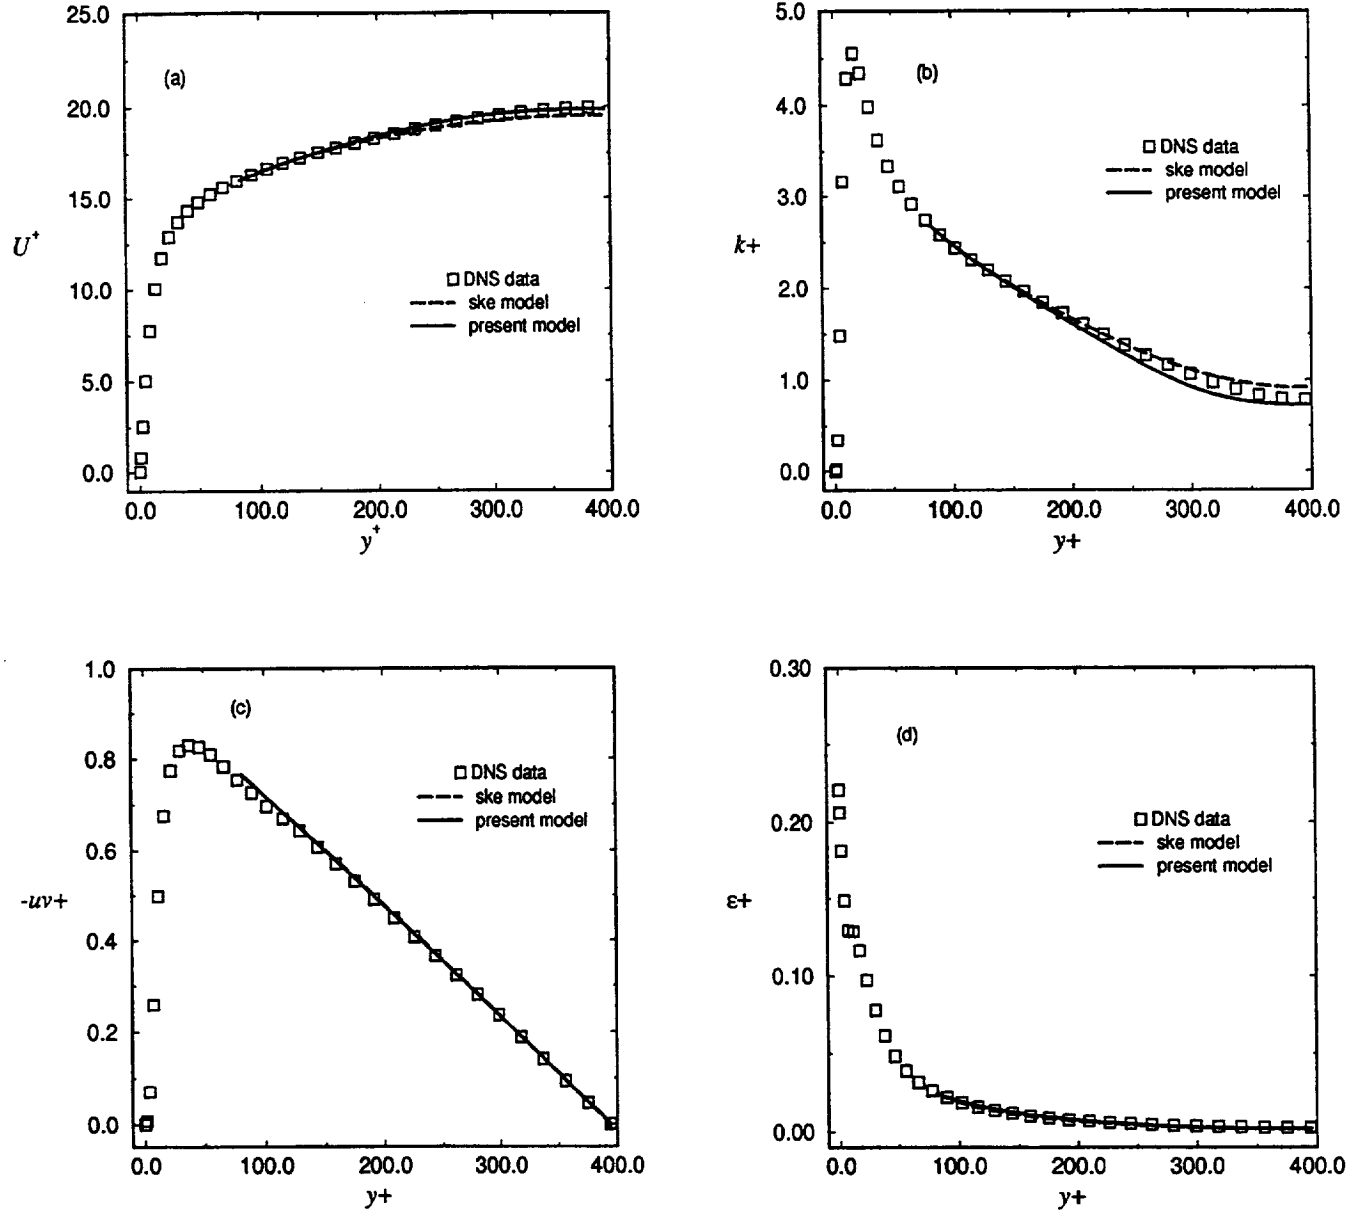 25.0
(a)
20.0
15.0
U+
10.0
5.0
0.0
DNS data
ske model
present model
0.0 100.0 200.0 300.0 400.0
y+
5.0
(b)
4.0
3.0
k+
2.0
1.0
0.0
DNS data
ske model
present model
0.0 100.0 200.0 300.0 400.0
y+
1.0
(c)
0.8
0.6
-uv+
0.4
0.2
0.0
DNS data
ske model
present model
0.0 100.0 200.0 300.0 400.0
y+
0.30
(d)
0.20
ε+
0.10
0.00
DNS data
ske model
present model
0.0 100.0 200.0 300.0 400.0
y+